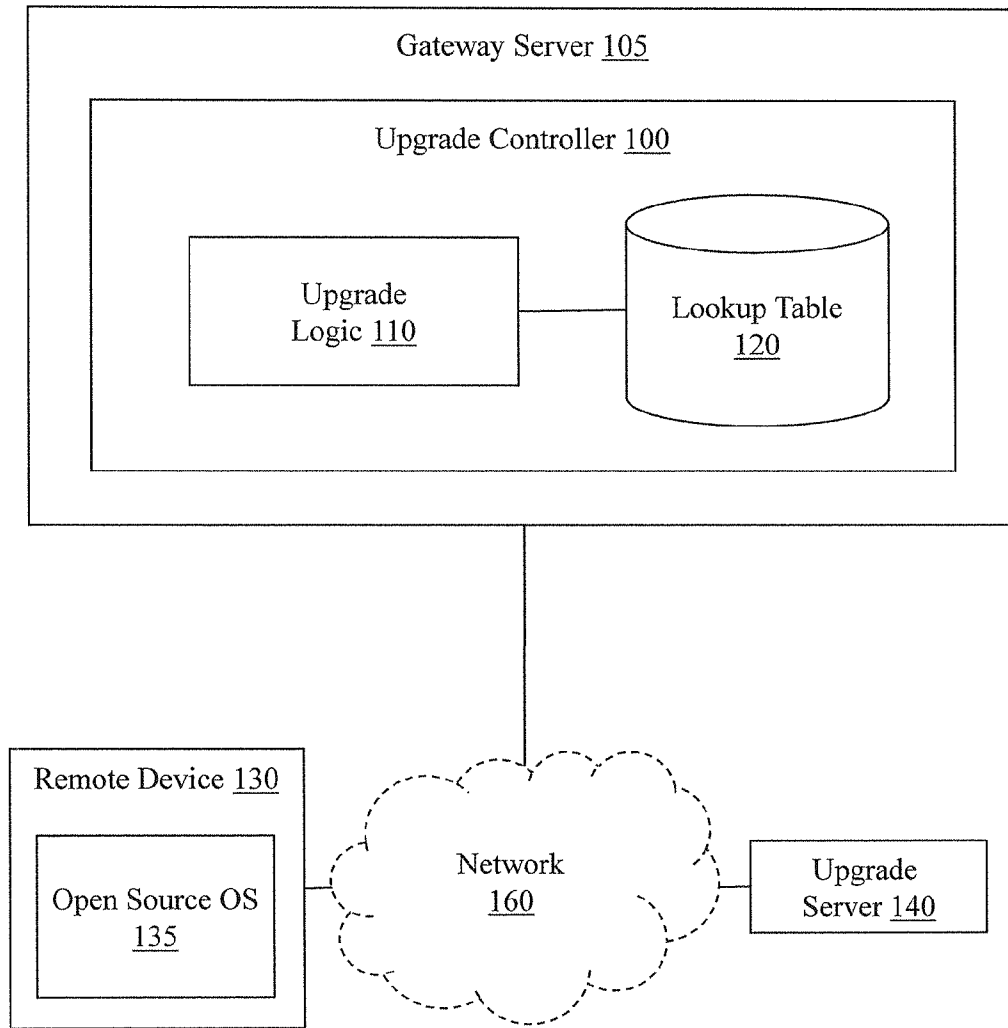 Gateway Server 105
Upgrade Controller 100
Upgrade
Logic 110
Lookup Table
120
Remote Device 130
Open Source OS
135
Network
160
Upgrade
Server 140